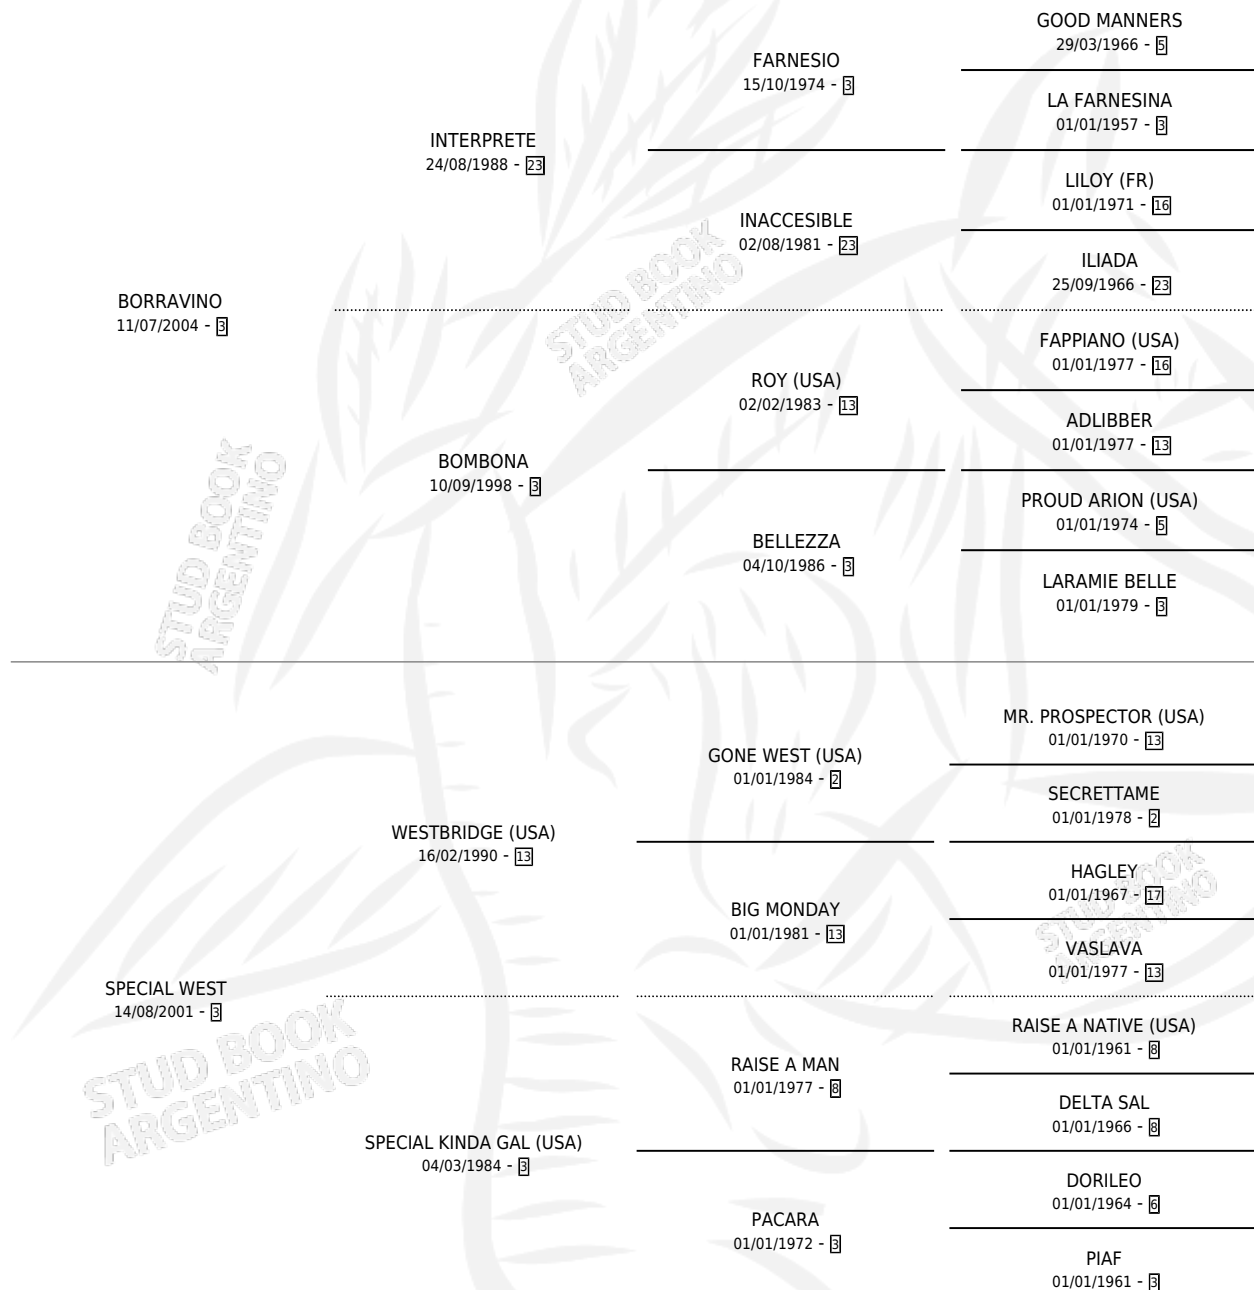 GOOD MANNERS
29/03/1966 - 5
FARNESIO
15/10/1974 - 3
LA FARNESINA
01/01/1957 - 3
INTERPRETE
24/08/1988 - 23
LILOY (FR)
01/01/1971 - 16
INACCESIBLE
02/08/1981 - 23
ILIADA
25/09/1966 - 23
BORRAVINO
11/07/2004 - 3
FAPPIANO (USA)
01/01/1977 - 16
ROY (USA)
02/02/1983 - 13
ADLIBBER
01/01/1977 - 13
BOMBONA
10/09/1998 - 3
PROUD ARION (USA)
01/01/1974 - 5
BELLEZZA
04/10/1986 - 3
LARAMIE BELLE
01/01/1979 - 3
MR. PROSPECTOR (USA)
01/01/1970 - 13
GONE WEST (USA)
01/01/1984 - 2
SECRETTAME
01/01/1978 - 2
WESTBRIDGE (USA)
16/02/1990 - 13
HAGLEY
01/01/1967 - 17
BIG MONDAY
01/01/1981 - 13
VASLAVA
01/01/1977 - 13
SPECIAL WEST
14/08/2001 - 3
RAISE A NATIVE (USA)
01/01/1961 - 8
RAISE A MAN
01/01/1977 - 8
DELTA SAL
01/01/1966 - 8
SPECIAL KINDA GAL (USA)
04/03/1984 - 3
DORILEO
01/01/1964 - 6
PACARA
01/01/1972 - 3
PIAF
01/01/1961 - 3
STUD BOOK
ARGENTINO
STUD BOOK
ARGENTINO
STUD BOOK
ARGENTINO
STUD BOOK
ARGENTINO